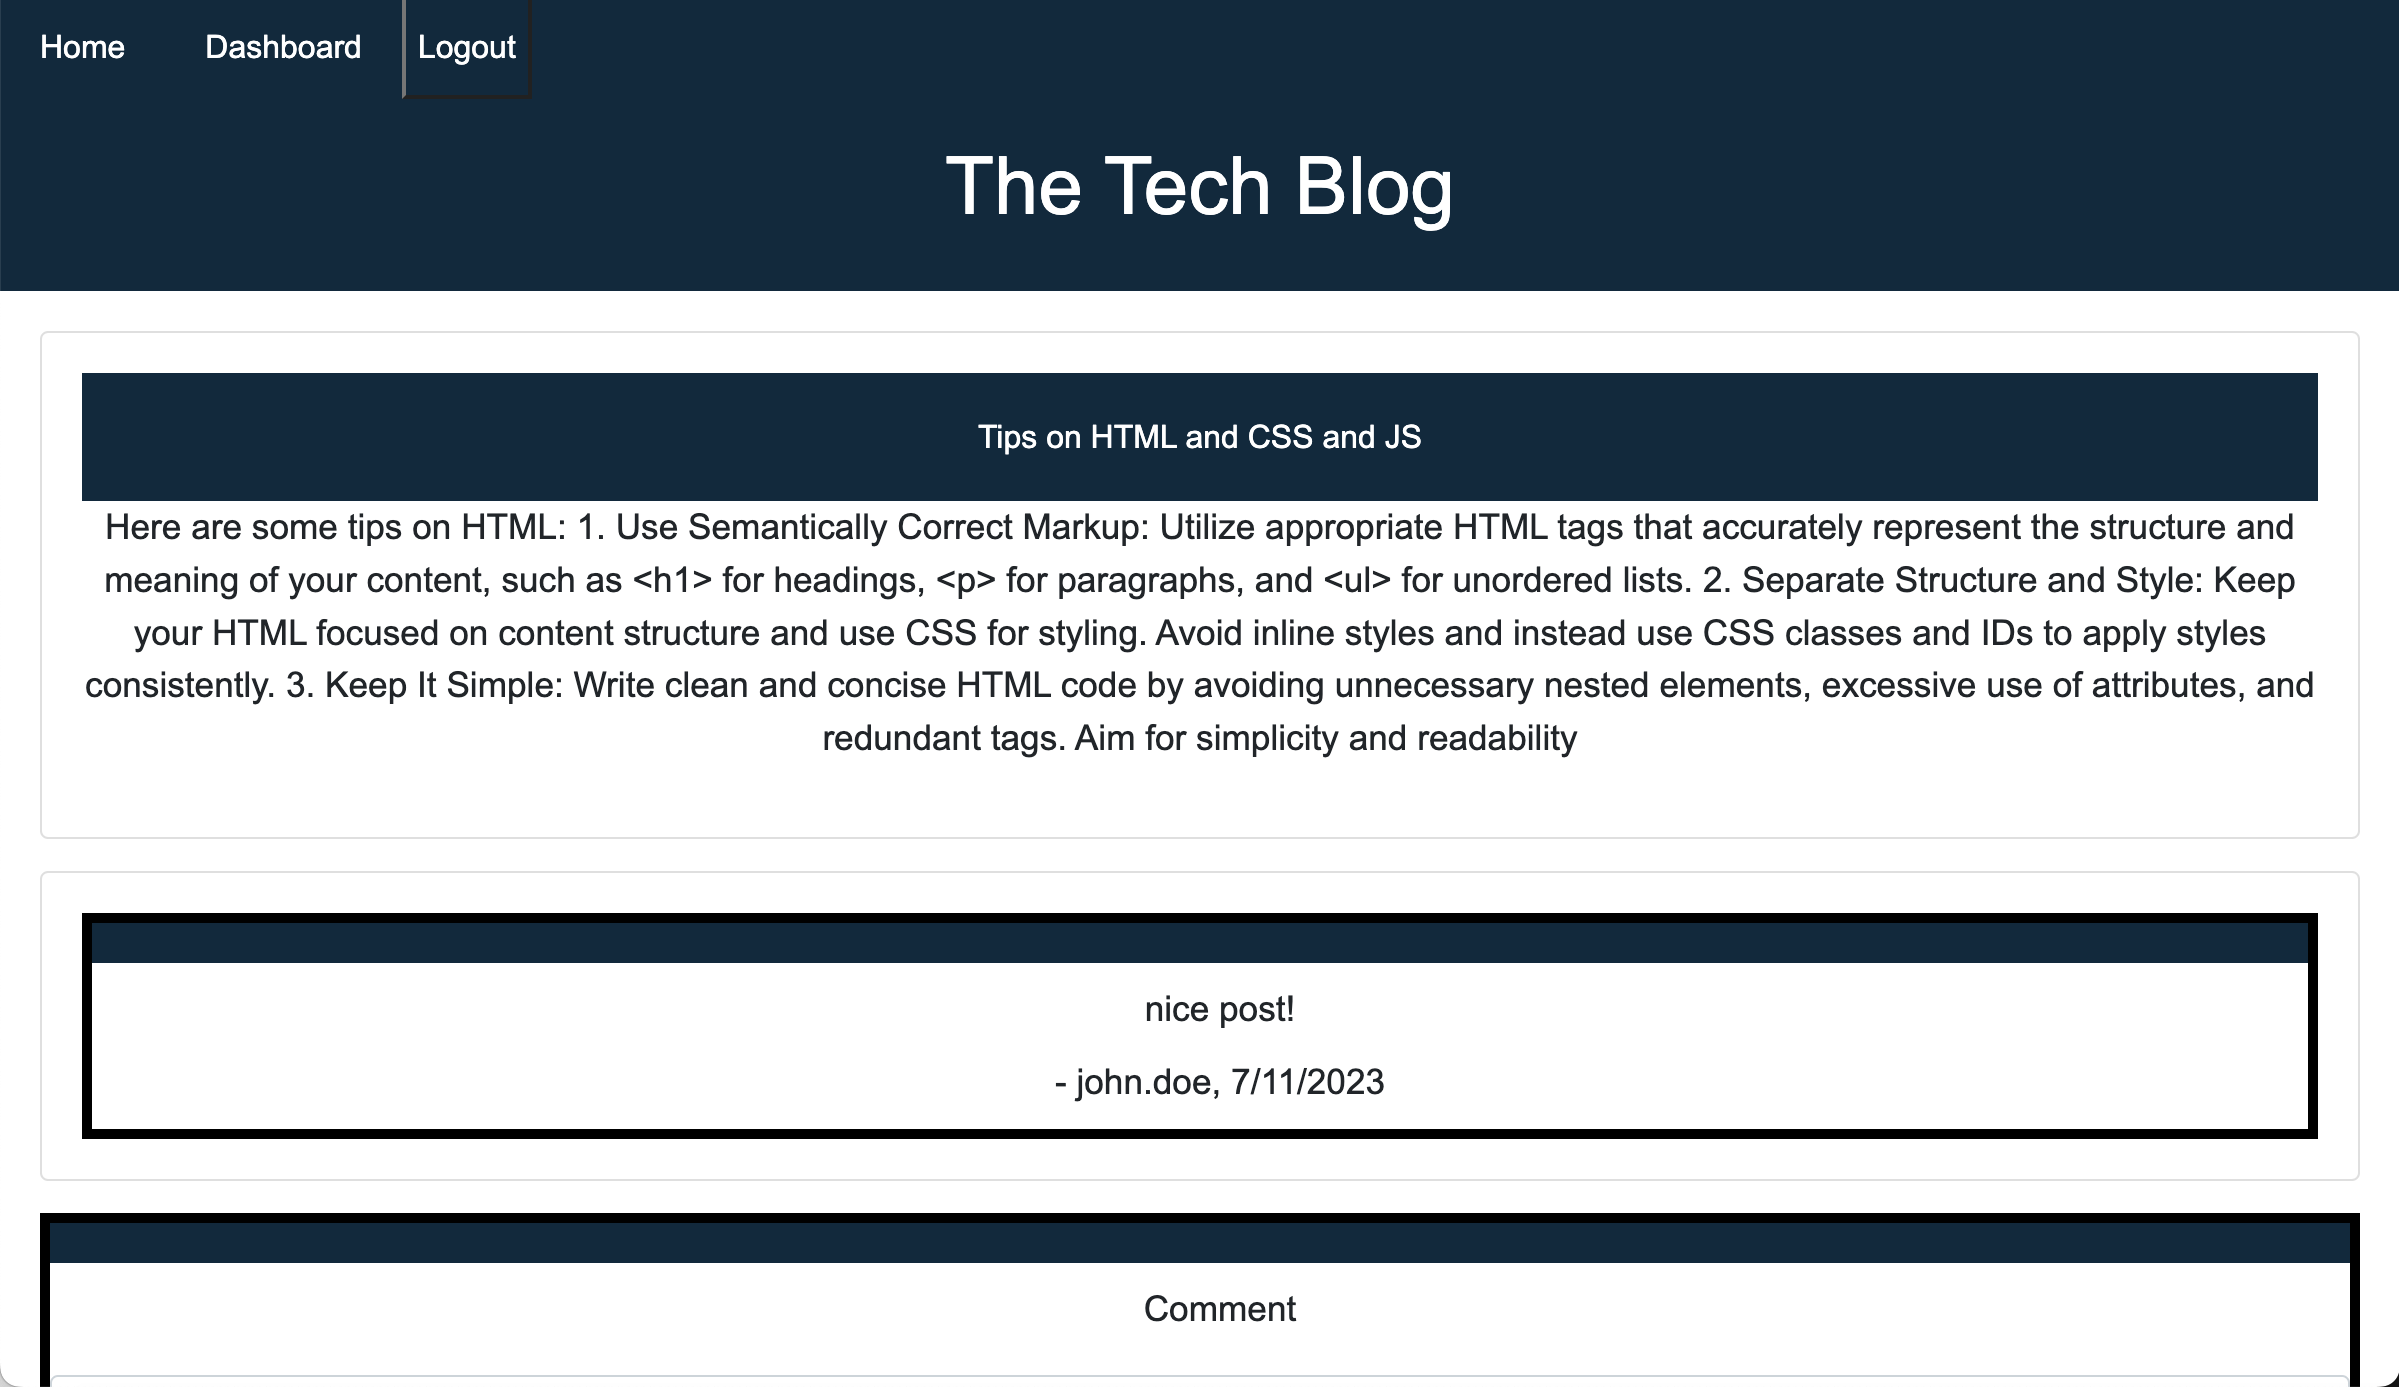 Home Dashboard Logout
The Tech Blog
Tips on HTML and CSS and JS
Here are some tips on HTML: 1. Use Semantically Correct Markup: Utilize appropriate HTML tags that accurately represent the structure and
meaning of your content, such as <h1> for headings, <p> for paragraphs, and <ul> for unordered lists. 2. Separate Structure and Style: Keep
your HTML focused on content structure and use CSS for styling. Avoid inline styles and instead use CSS classes and IDs to apply styles
consistently. 3. Keep It Simple: Write clean and concise HTML code by avoiding unnecessary nested elements, excessive use of attributes, and
redundant tags. Aim for simplicity and readability
nice post!
- john.doe, 7/11/2023
Comment